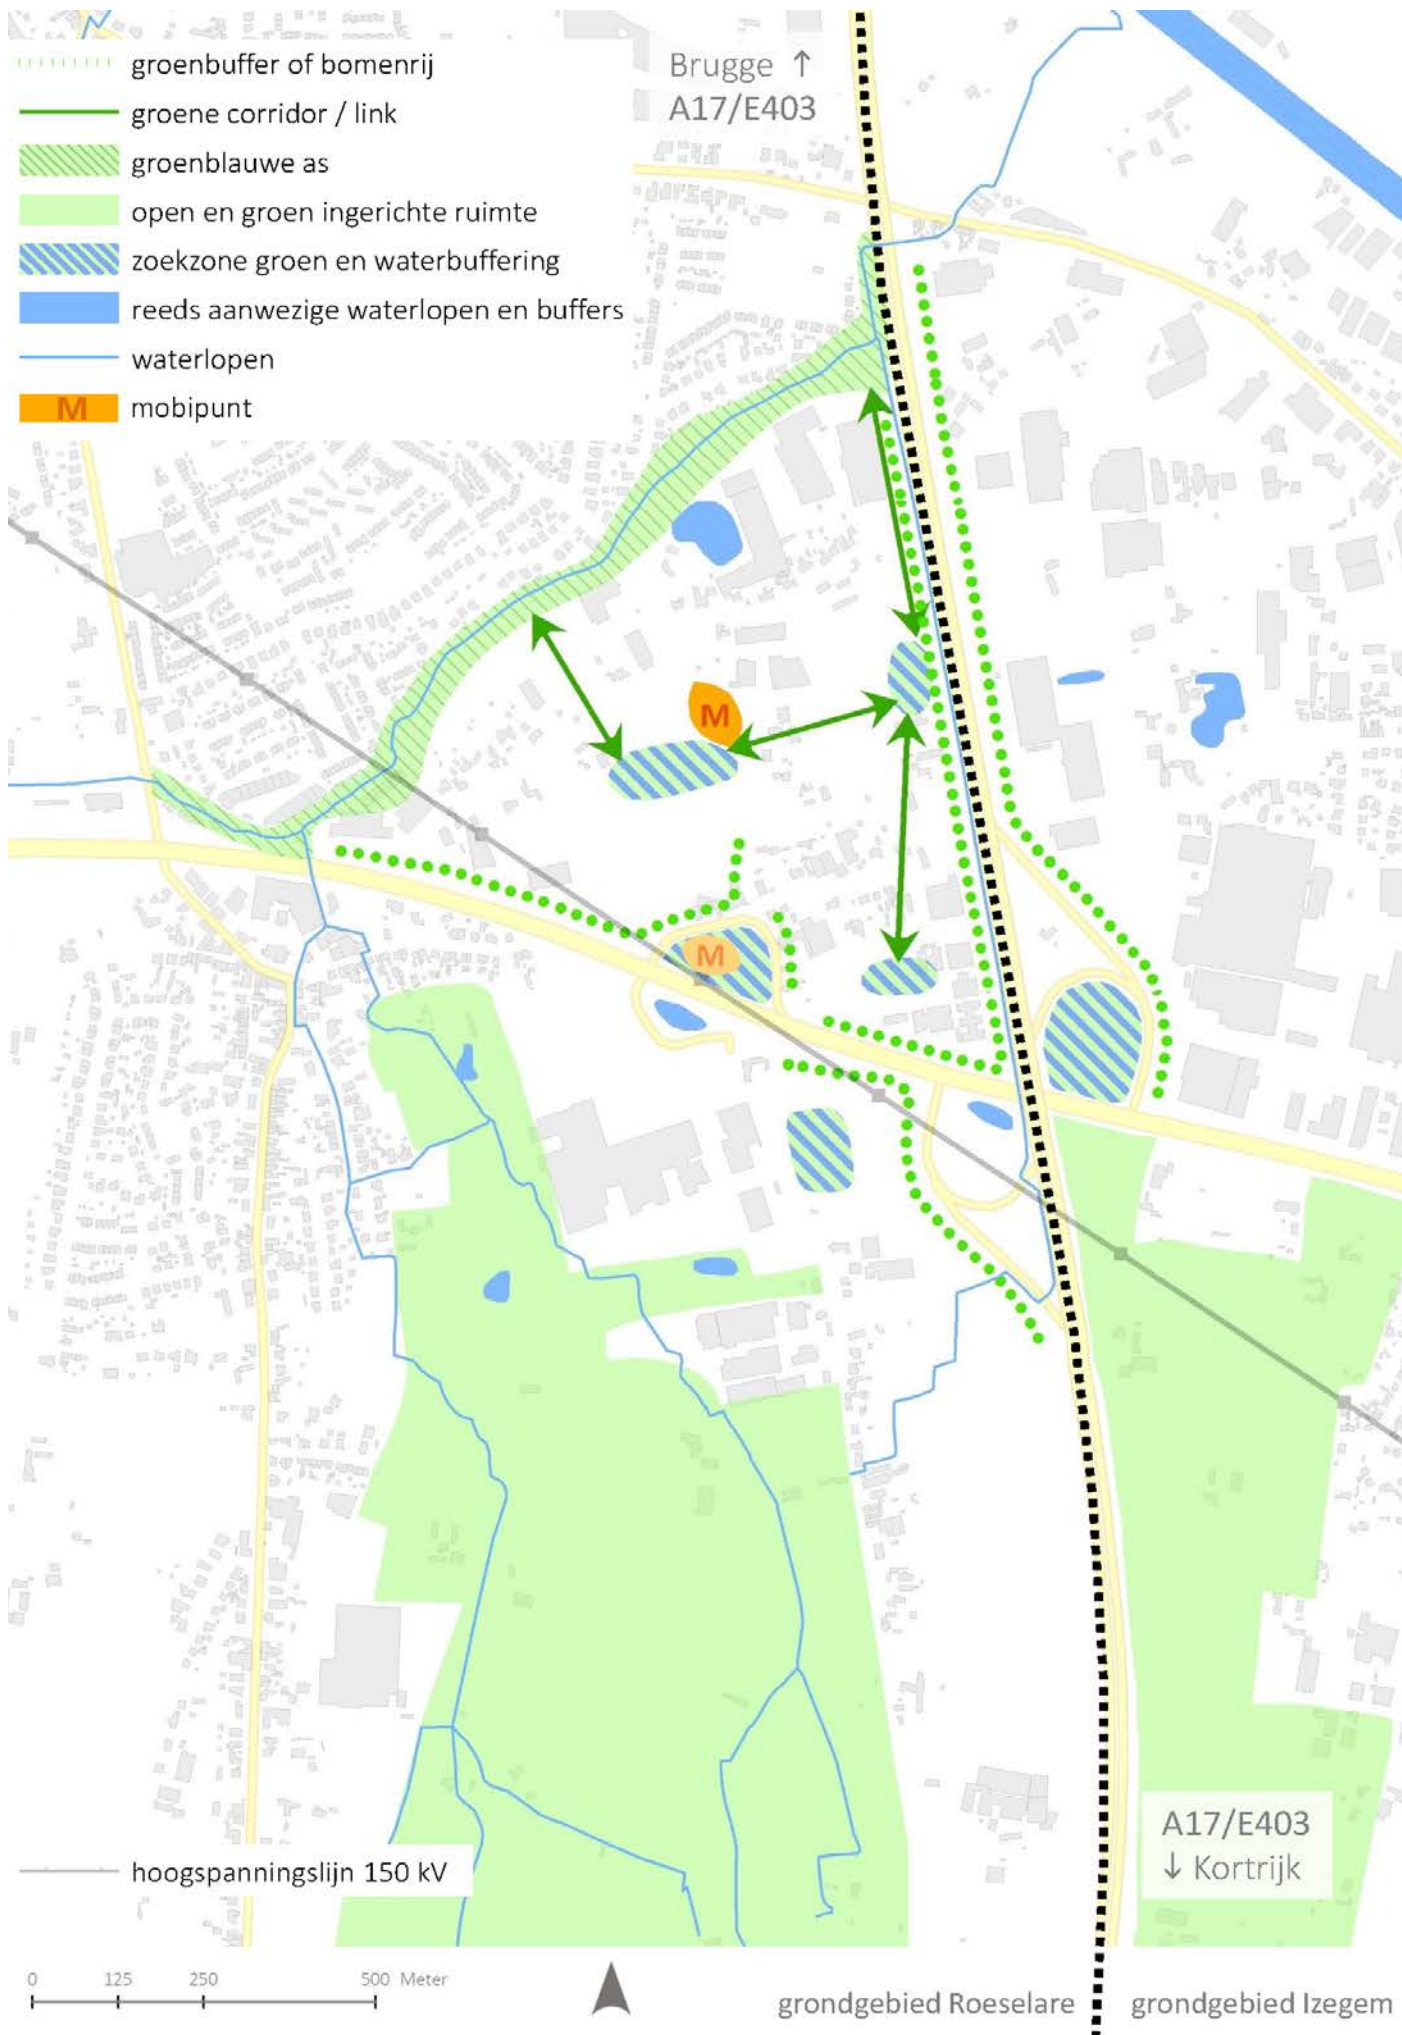 groenbuffer of bomenrij
groene corridor / link
groenblauwe as
open en groen ingerichte ruimte
zoekzone groen en waterbuffering
reeds aanwezige waterlopen en buffers
waterlopen
M mobipunt
Brugge ↑
A17/E403
M
M
A17/E403
↓ Kortrijk
hoogspanningslijn 150 kV
0 125 250 500 Meter
grondgebied Roeselare
grondgebied Izegem